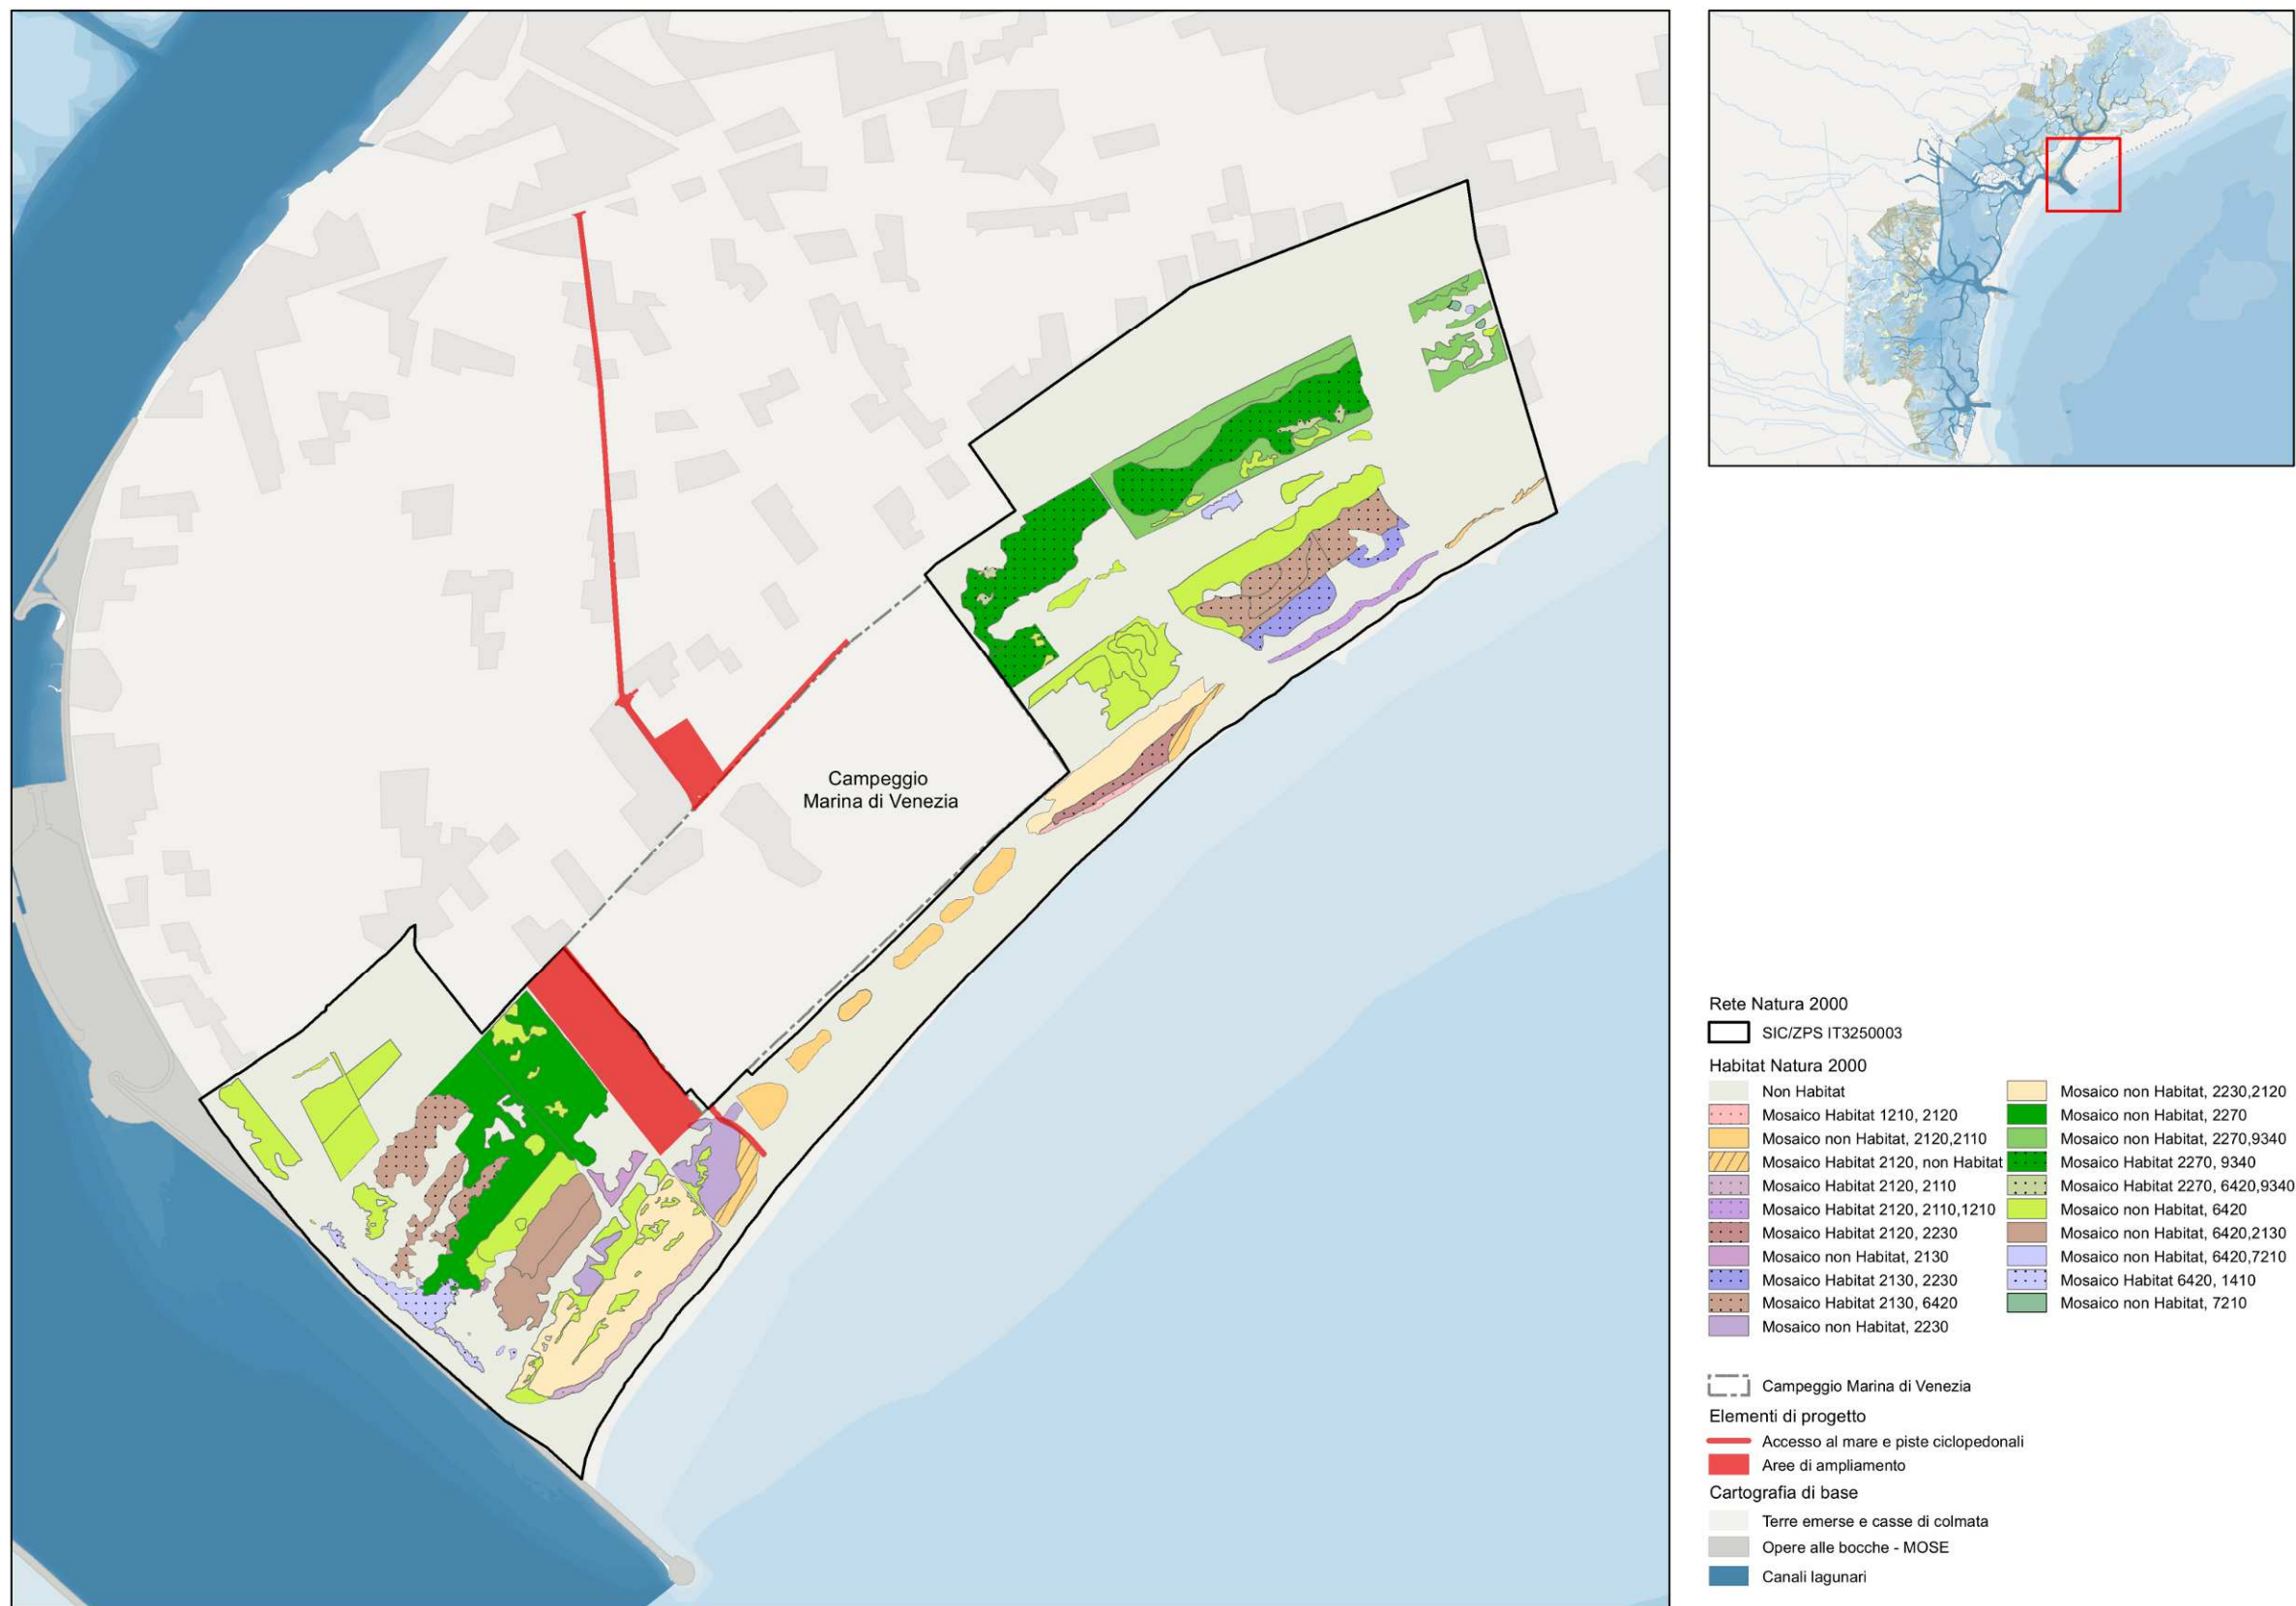 Campeggio
Marina di Venezia
Rete Natura 2000
SIC/ZPS IT3250003
Habitat Natura 2000
Non Habitat
Mosaico Habitat 1210, 2120
Mosaico non Habitat, 2120,2110
Mosaico Habitat 2120, non Habitat
Mosaico Habitat 2120, 2110
Mosaico Habitat 2120, 2110,1210
Mosaico Habitat 2120, 2230
Mosaico non Habitat, 2130
Mosaico Habitat 2130, 2230
Mosaico Habitat 2130, 6420
Mosaico non Habitat, 2230
Mosaico non Habitat, 2230,2120
Mosaico non Habitat, 2270
Mosaico non Habitat, 2270,9340
Mosaico Habitat 2270, 9340
Mosaico Habitat 2270, 6420,9340
Mosaico non Habitat, 6420
Mosaico non Habitat, 6420,2130
Mosaico non Habitat, 6420,7210
Mosaico Habitat 6420, 1410
Mosaico non Habitat, 7210
Campeggio Marina di Venezia
Elementi di progetto
Accesso al mare e piste ciclopedonali
Aree di ampliamento
Cartografia di base
Terre emerse e casse di colmata
Opere alle bocche - MOSE
Canali lagunari